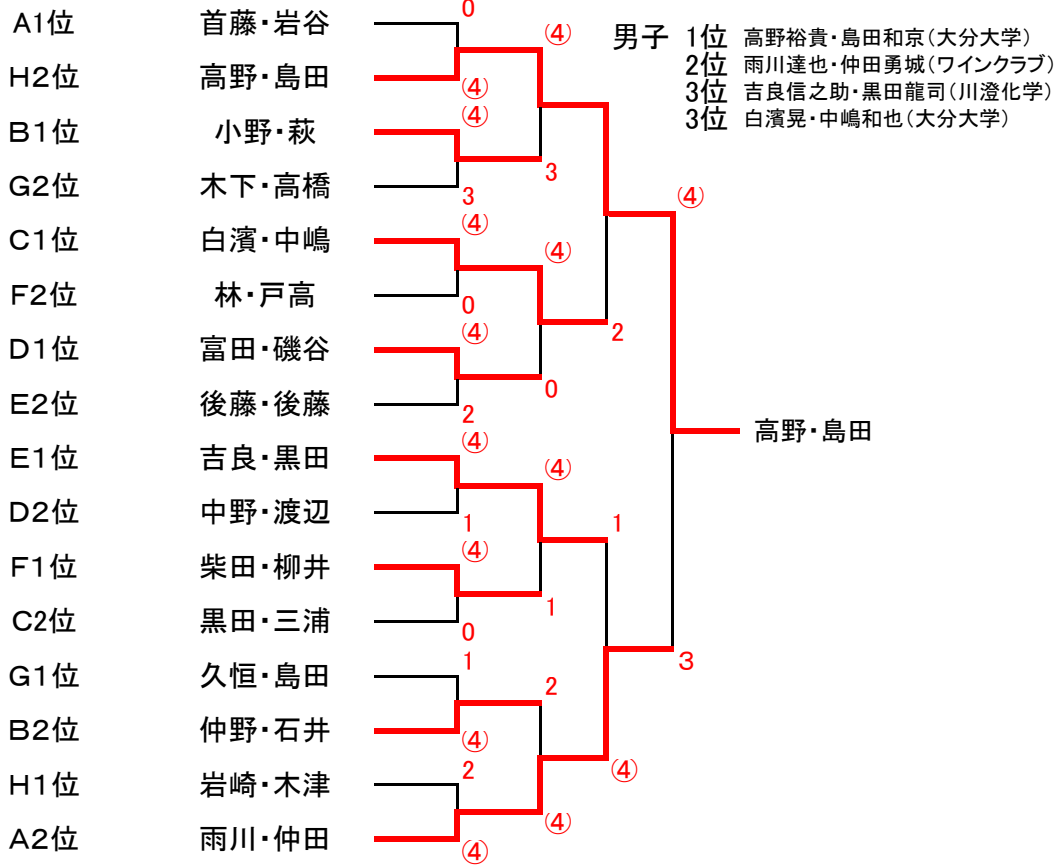 男子 1位 高野裕貴・島田和京(大分大学)
2位 雨川達也・仲田勇城(ワインクラブ)
3位 吉良信之助・黒田龍司(川澄化学)
3位 白濱晃・中嶋和也(大分大学)
A1位 首藤・岩谷 0
④
H2位 高野・島田 ④
B1位 小野・萩 ④
3
G2位 木下・高橋 3
④
C1位 白濱・中嶋 ④
④
F2位 林・戸高 0
2
D1位 富田・磯谷 ④
0
E2位 後藤・後藤 2
高野・島田
E1位 吉良・黒田 ④
④
D2位 中野・渡辺 1
1
F1位 柴田・柳井 ④
1
C2位 黒田・三浦 0
3
G1位 久恒・島田 1
2
B2位 仲野・石井 ④
④
H1位 岩崎・木津 2
④
A2位 雨川・仲田 ④